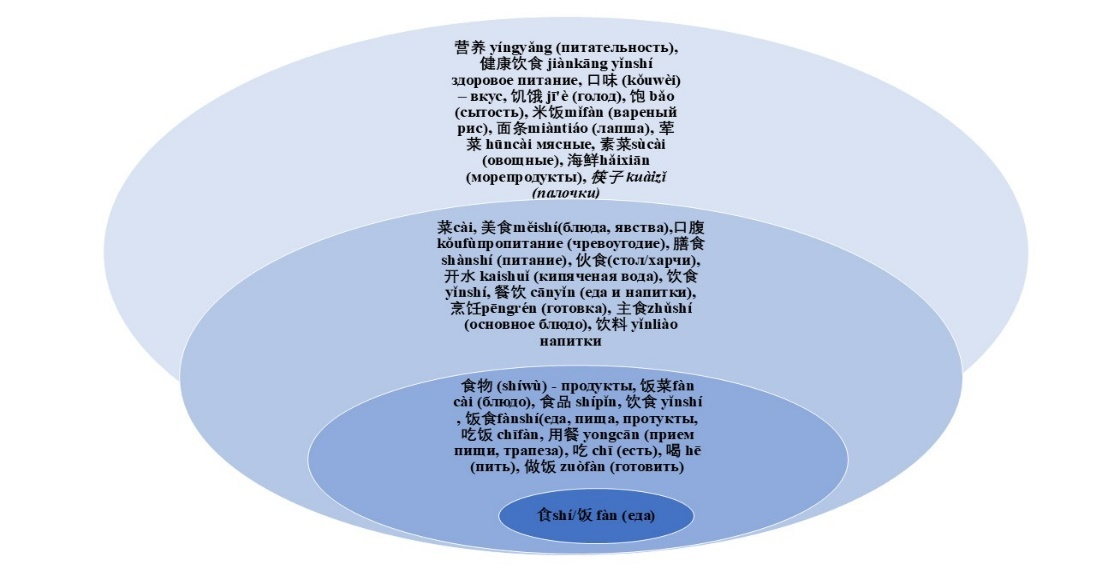 营养 yíngyǎng (питательность),
健康饮食 jiànkāng yǐnshí
здоровое питание, 口味 (kǒuwèi)
– вкус, 饥饿 jī'è (голод), 饱 bǎo
(сытость), 米饭mǐfàn (вареный
рис), 面条miàntiáo (лапша), 荤
菜 hūncài мясные, 素菜sùcài
(овощные), 海鲜hǎixiān
(морепродукты), 筷子 kuàizǐ
(палочки)
菜cài, 美食měishí(блюда, явства),口腹
kǒufùпропитание (чревоугодие), 膳食
shànshí (питание), 伙食(стол/харчи),
开水 kaishuǐ (кипяченая вода), 饮食
yǐnshí, 餐饮 cānyǐn (еда и напитки),
烹饪pēngrén (готовка), 主食zhǔshí
(основное блюдо), 饮料 yǐnliào
напитки
食物 (shíwù) - продукты, 饭菜fàn
cài (блюдо), 食品 shípǐn, 饮食 yǐnshí
, 饭食fànshí(еда, пища, протукты,
吃饭 chīfàn, 用餐 yongcān (прием
пищи, трапеза), 吃 chī (есть), 喝 hē
(пить), 做饭 zuòfàn (готовить)
食shí/饭 fàn (еда)